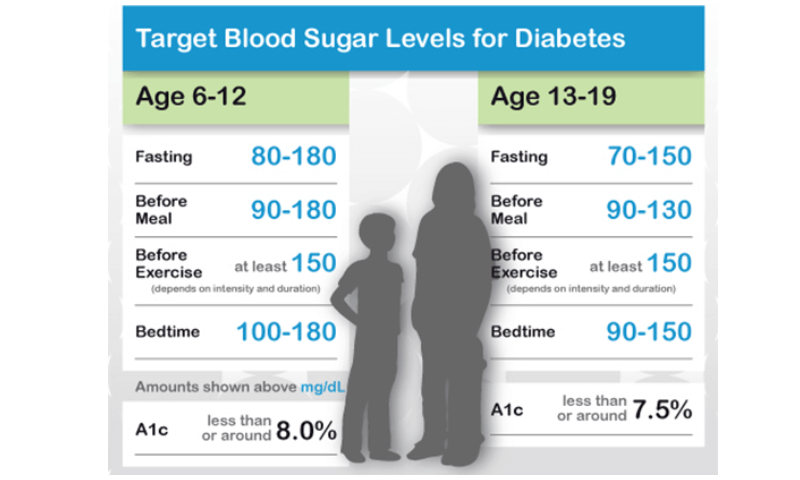 Target Blood Sugar Levels for Diabetes
Age 6-12
Fasting 80-180
Before
Meal 90-180
Before
Exercise at least 150
(depends on intensity and duration)
Bedtime 100-180
Amounts shown above mg/dL
A1c less than
or around 8.0%
Age 13-19
Fasting 70-150
Before
Meal 90-130
Before
Exercise at least 150
(depends on intensity and duration)
Bedtime 90-150
A1c less than
or around 7.5%